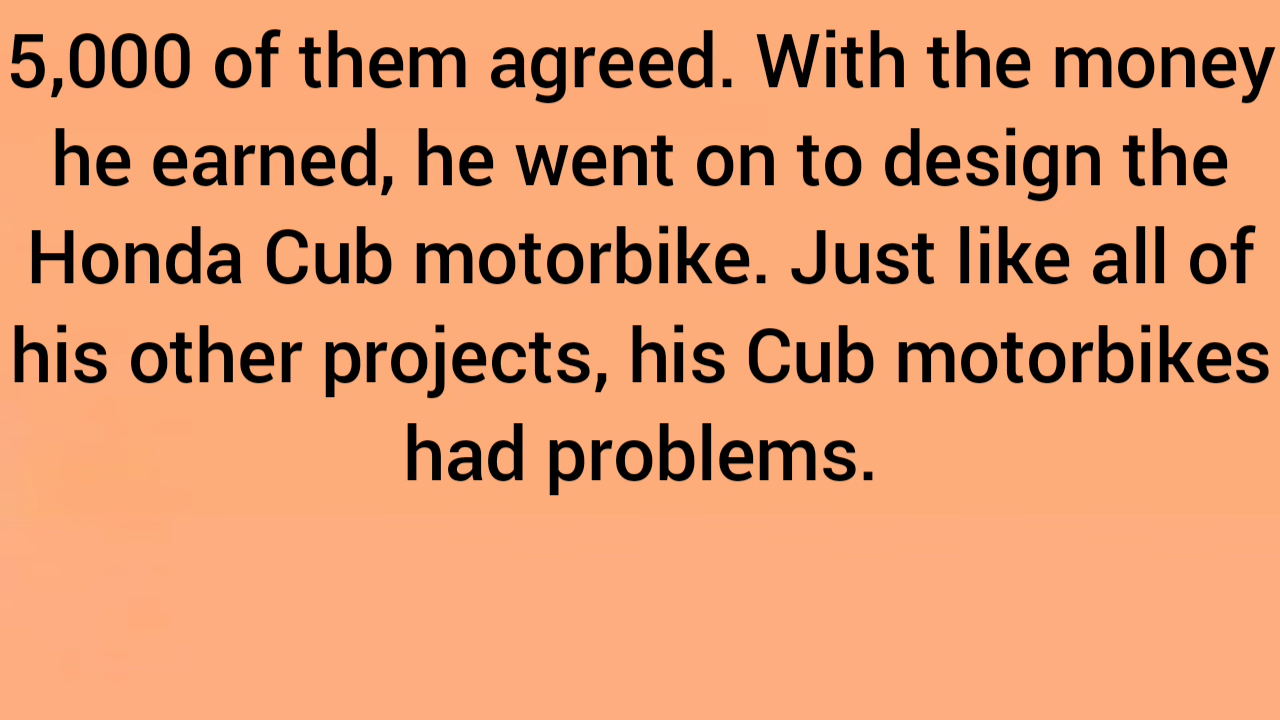 5,000 of them agreed. With the money
he earned, he went on to design the
Honda Cub motorbike. Just like all of
his other projects, his Cub motorbikes
had problems.